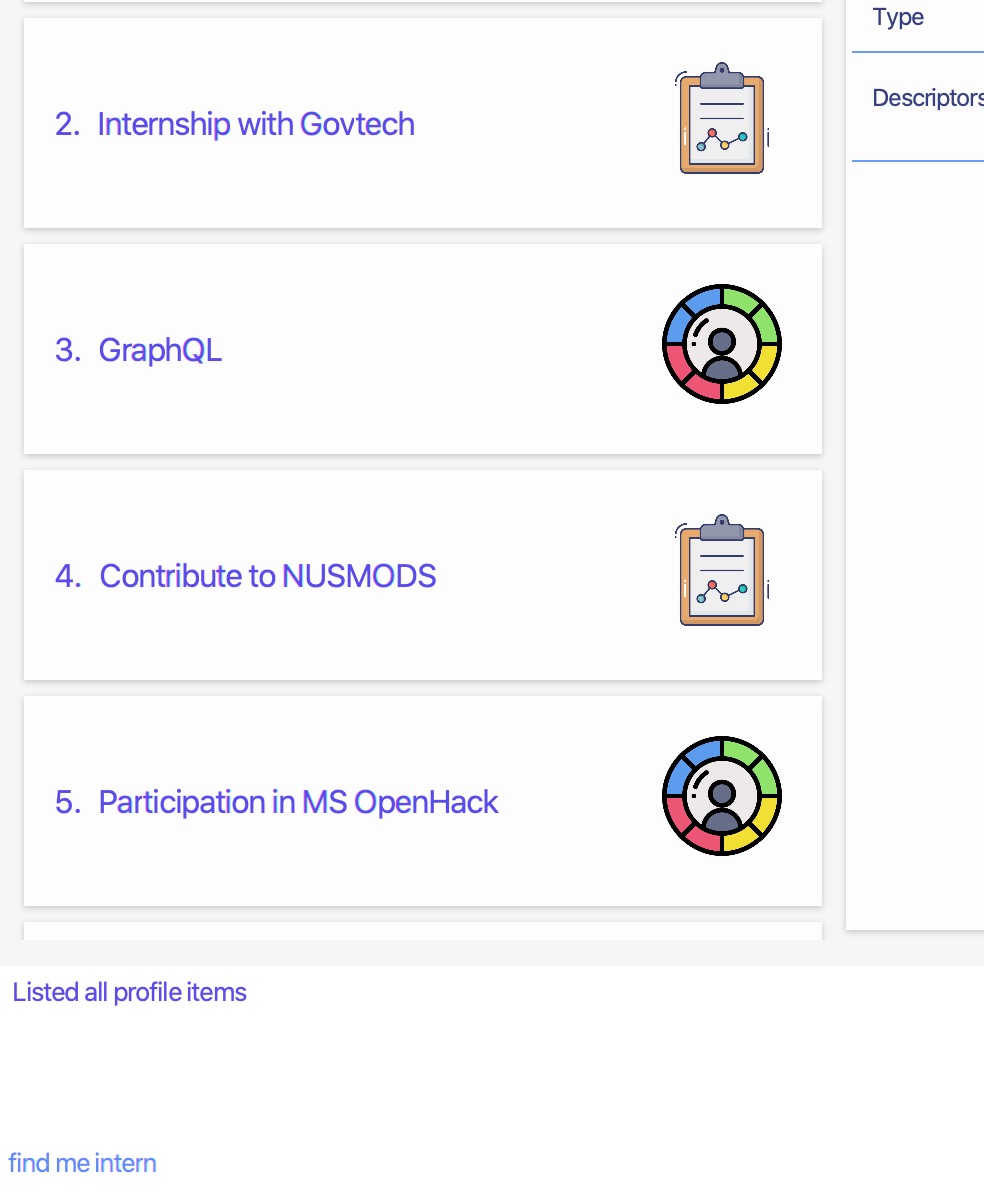 Type
Descriptors
2. Internship with Govtech
3. GraphQL
4. Contribute to NUSMODS
5. Participation in MS OpenHack
Listed all profile items
find me intern